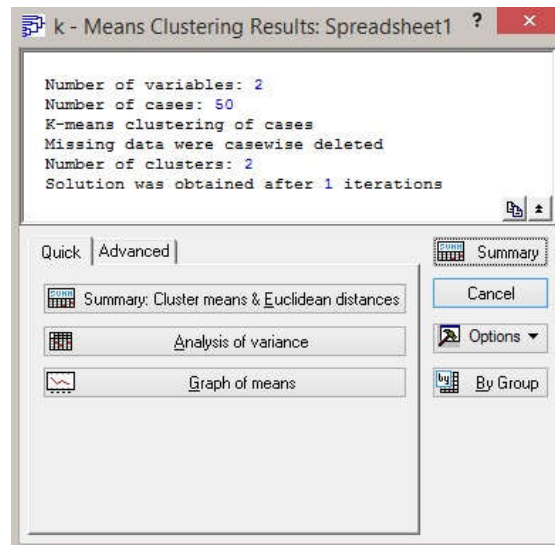 k - Means Clustering Results: Spreadsheet1 ? ×
Number of variables: 2
Number of cases: 50
K-means clustering of cases
Missing data were casewise deleted
Number of clusters: 2
Solution was obtained after 1 iterations
Quick Advanced
Summary
Summary: Cluster means & Euclidean distances
Cancel
Analysis of variance
Options
Graph of means
By Group